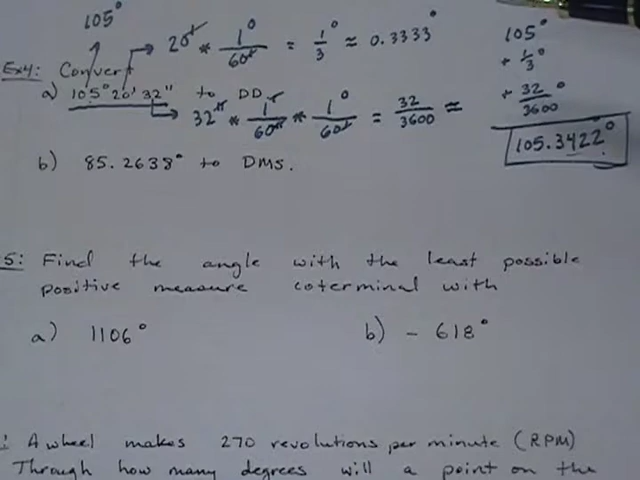 105°
20' * 1°/60' = 1/3° ≈ 0.3333°
105°
+ 1/3°
+ 32/3600°
105.3422°
Ex4: Convert
a) 105°20'32" to DD
32" * 1'/60" * 1°/60' = 32/3600 ≈
b) 85.2638° to DMS.
5: Find the angle with the least possible
positive measure coterminal with
a) 1106°
b) - 618°
: A wheel makes 270 revolutions per minute (RPM)
Through how many degrees will a point on the